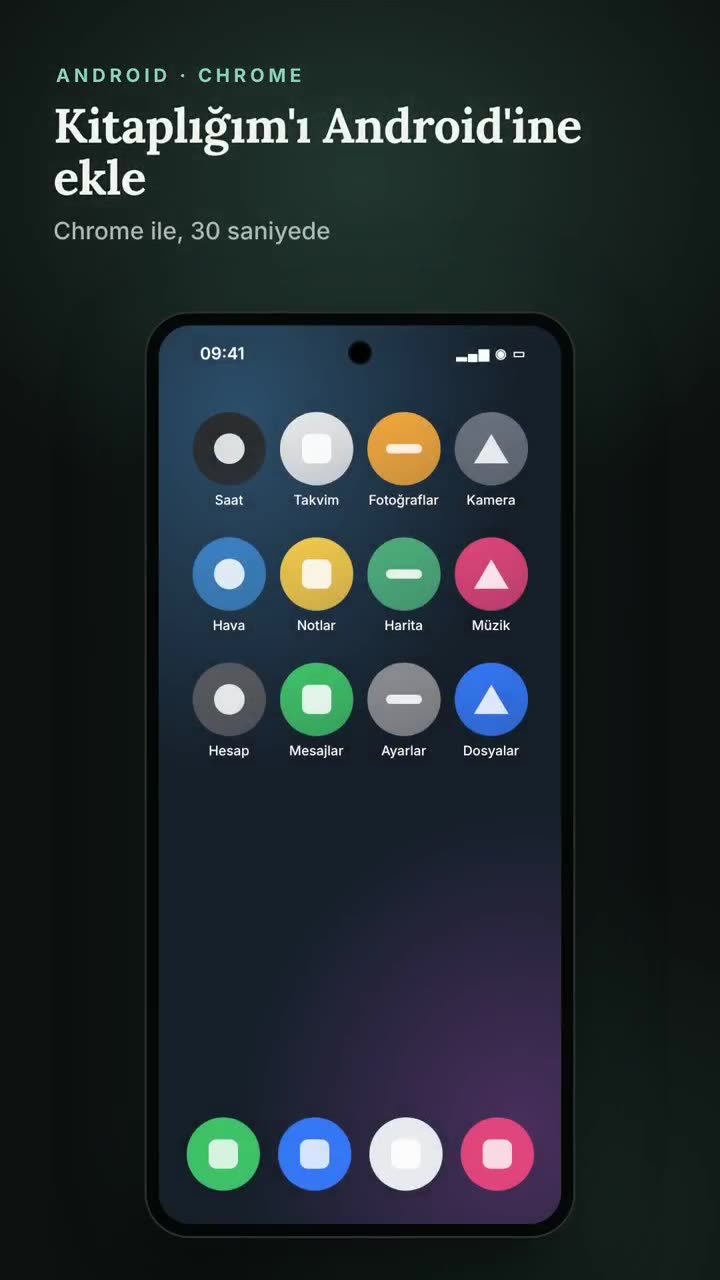 ANDROID · CHROME
Kitaplığım'ı Android'ine
ekle
Chrome ile, 30 saniyede
09:41
Saat Takvim Fotoğraflar Kamera
Hava Notlar Harita Müzik
Hesap Mesajlar Ayarlar Dosyalar